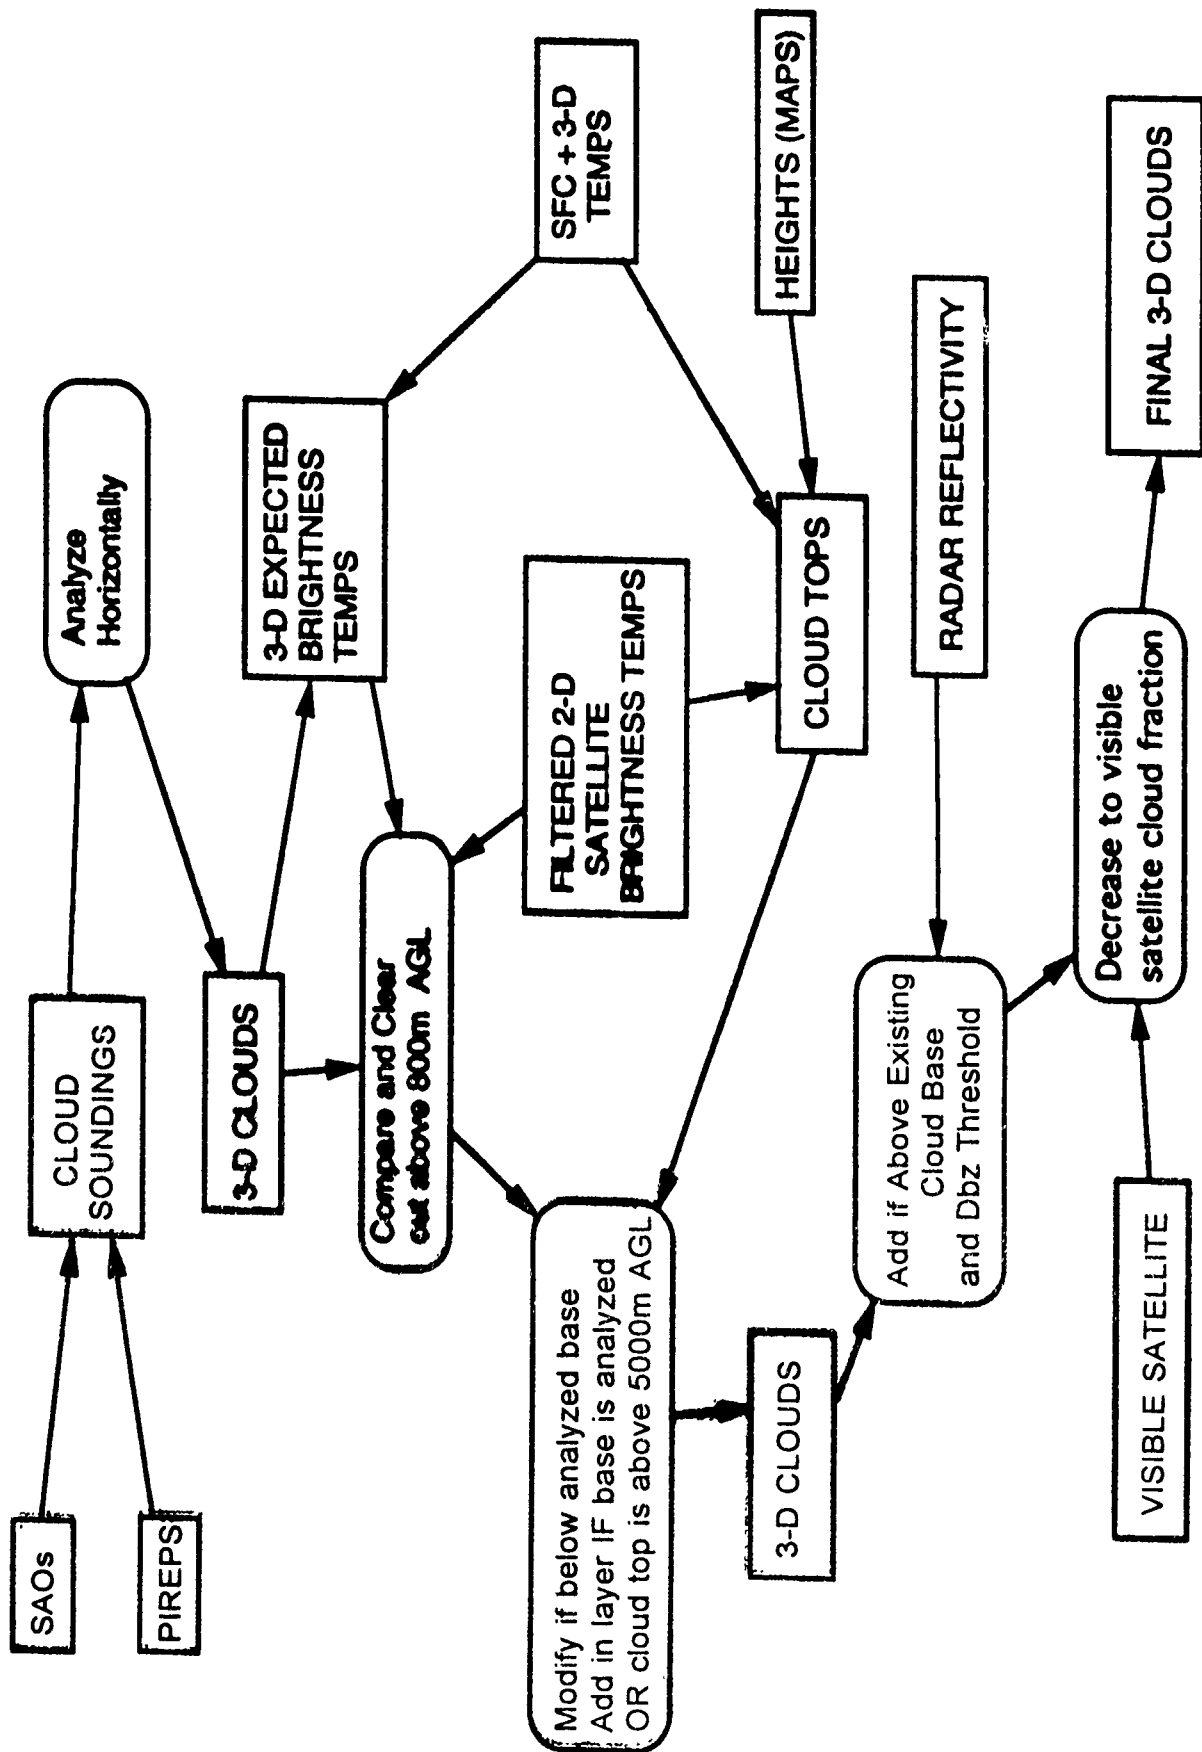 SAOs
PIREPS
CLOUD
SOUNDINGS
Analyze
Horizontally
3-D CLOUDS
3-D EXPECTED
BRIGHTNESS
TEMPS
Compare and Clear
out above 800m AGL
SFC + 3-D
TEMPS
FILTERED 2-D
SATELLITE
BRIGHTNESS TEMPS
Modify if below analyzed base
Add in layer IF base is analyzed
OR cloud top is above 5000m AGL
CLOUD TOPS
HEIGHTS (MAPS)
3-D CLOUDS
Add if Above Existing
Cloud Base
and Dbz Threshold
RADAR REFLECTIVITY
VISIBLE SATELLITE
Decrease to visible
satellite cloud fraction
FINAL 3-D CLOUDS